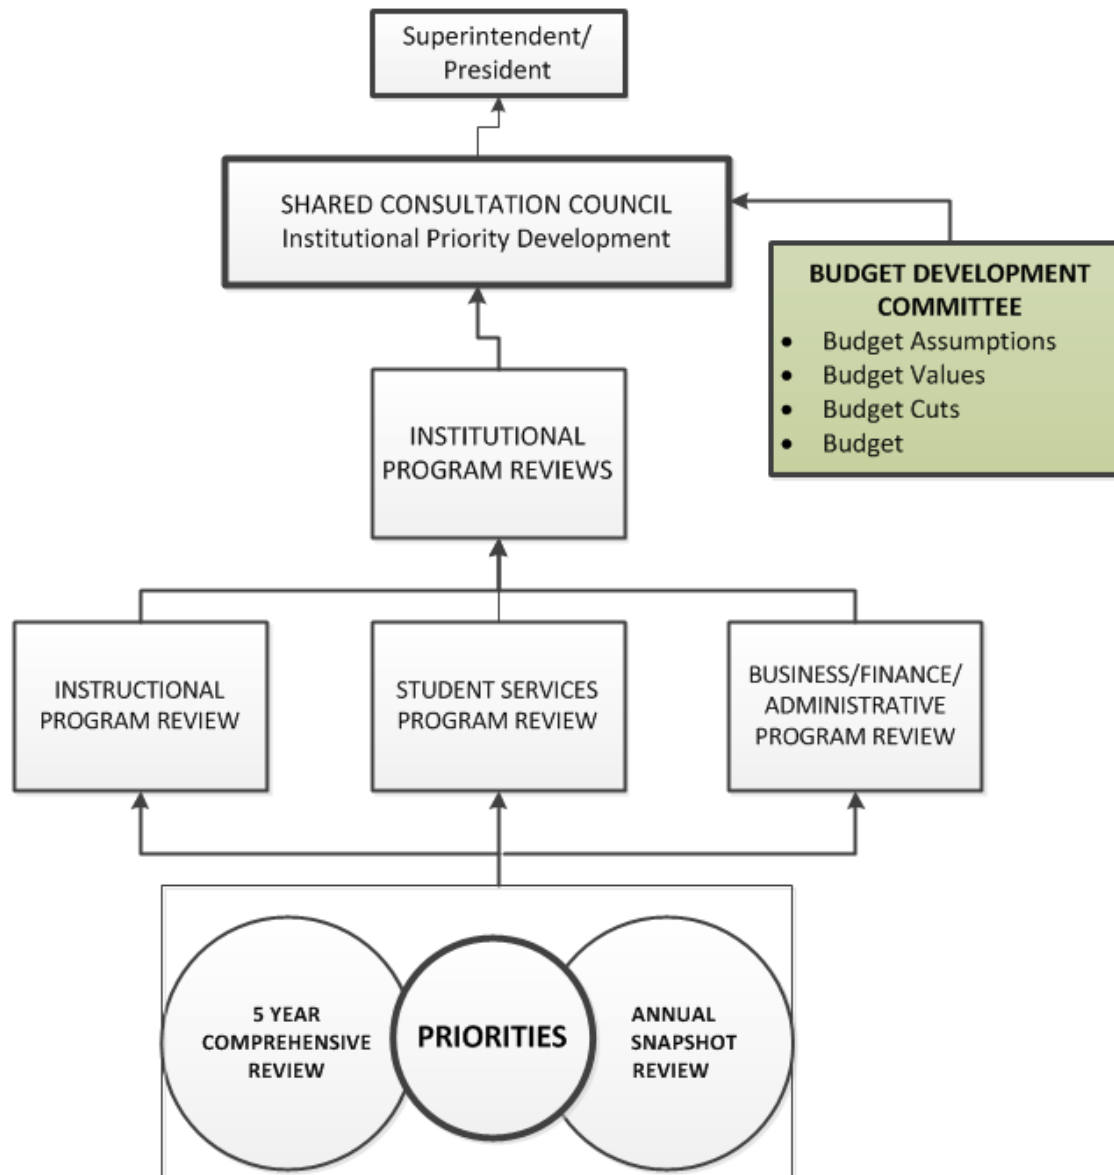 Superintendent/
President
SHARED CONSULTATION COUNCIL
Institutional Priority Development
BUDGET DEVELOPMENT
COMMITTEE
• Budget Assumptions
• Budget Values
• Budget Cuts
• Budget
INSTITUTIONAL
PROGRAM REVIEWS
INSTRUCTIONAL
PROGRAM REVIEW
STUDENT SERVICES
PROGRAM REVIEW
BUSINESS/FINANCE/
ADMINISTRATIVE
PROGRAM REVIEW
5 YEAR
COMPREHENSIVE
REVIEW
PRIORITIES
ANNUAL
SNAPSHOT
REVIEW